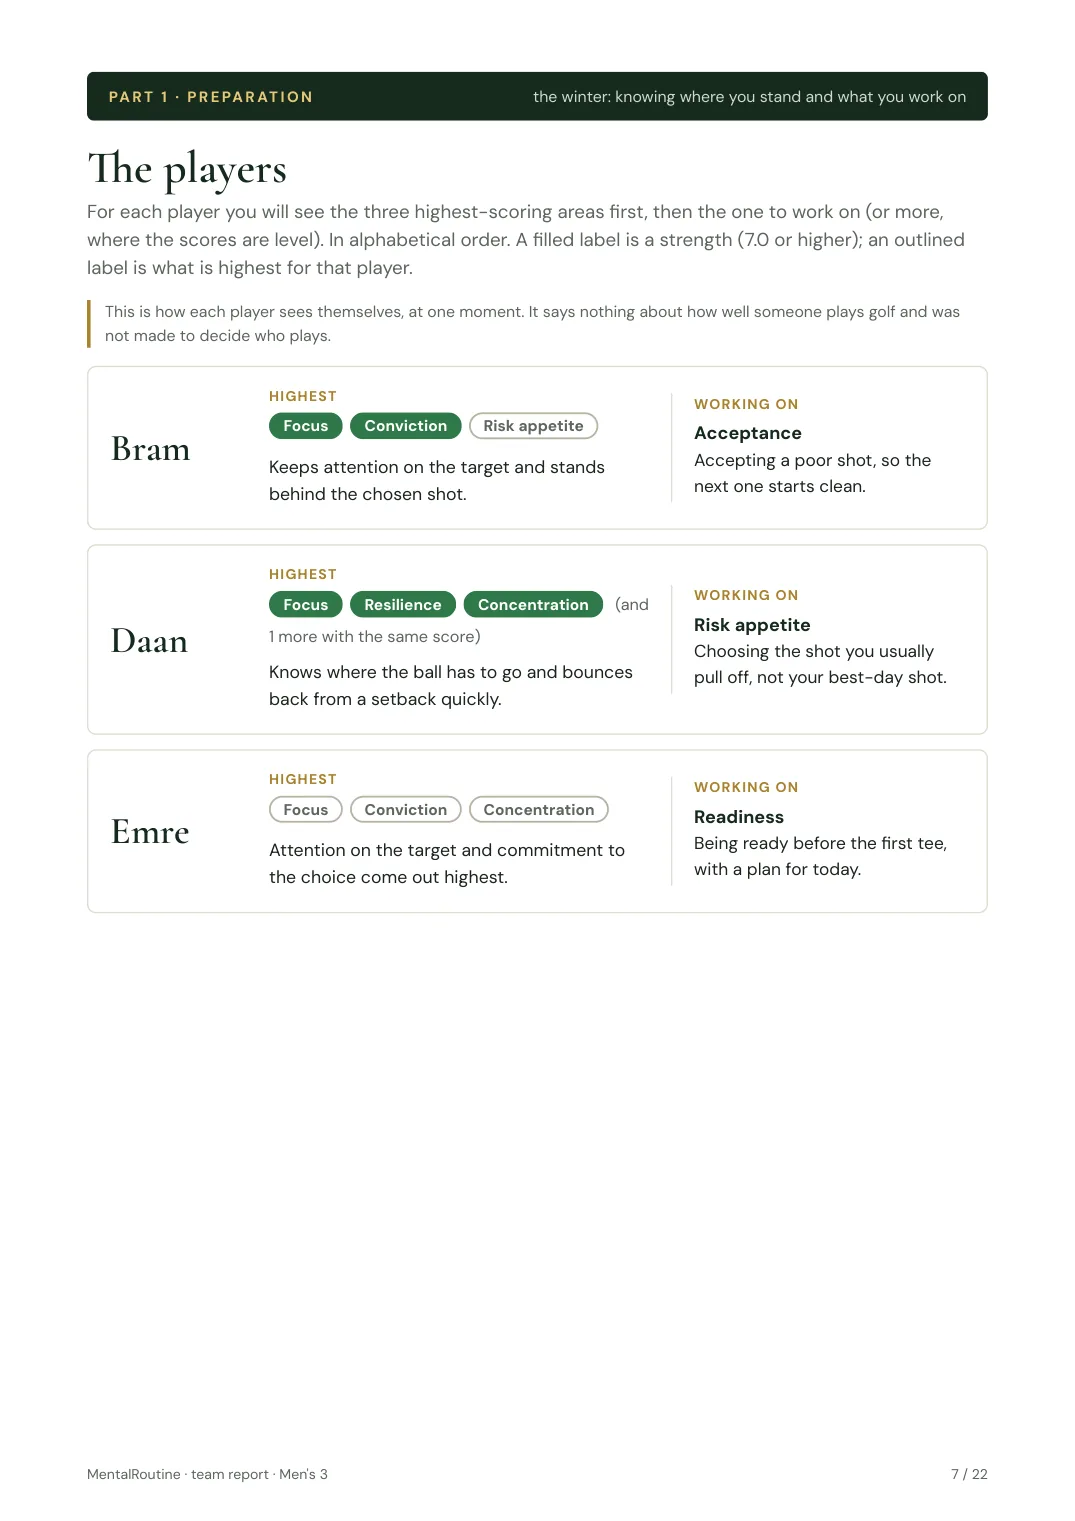 PART 1 · PREPARATION
the winter: knowing where you stand and what you work on
The players
For each player you will see the three highest-scoring areas first, then the one to work on (or more,
where the scores are level). In alphabetical order. A filled label is a strength (7.0 or higher); an outlined
label is what is highest for that player.
This is how each player sees themselves, at one moment. It says nothing about how well someone plays golf and was
not made to decide who plays.
Bram
HIGHEST
Focus Conviction Risk appetite
Keeps attention on the target and stands
behind the chosen shot.
WORKING ON
Acceptance
Accepting a poor shot, so the
next one starts clean.
Daan
HIGHEST
Focus Resilience Concentration (and
1 more with the same score)
Knows where the ball has to go and bounces
back from a setback quickly.
WORKING ON
Risk appetite
Choosing the shot you usually
pull off, not your best-day shot.
Emre
HIGHEST
Focus Conviction Concentration
Attention on the target and commitment to
the choice come out highest.
WORKING ON
Readiness
Being ready before the first tee,
with a plan for today.
MentalRoutine · team report · Men's 3
7 / 22